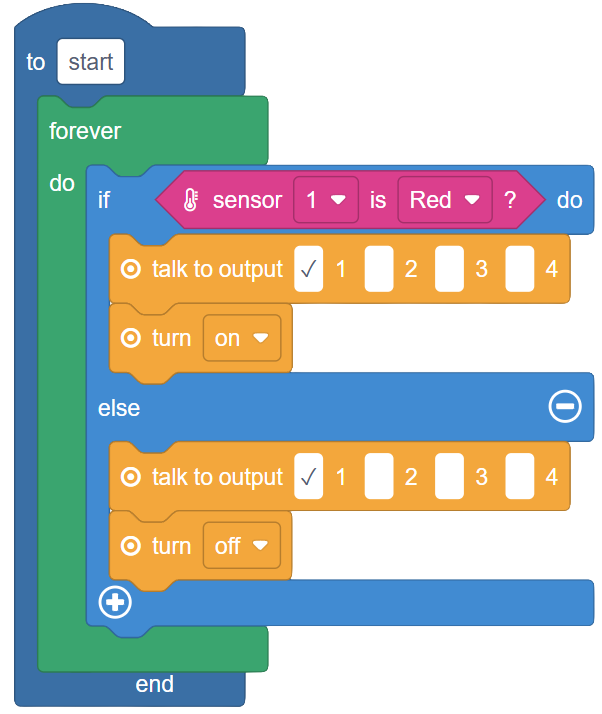 to start
forever
do if sensor 1 is Red ? do
talk to output ✓ 1 2 3 4
turn on
else
talk to output ✓ 1 2 3 4
turn off
end